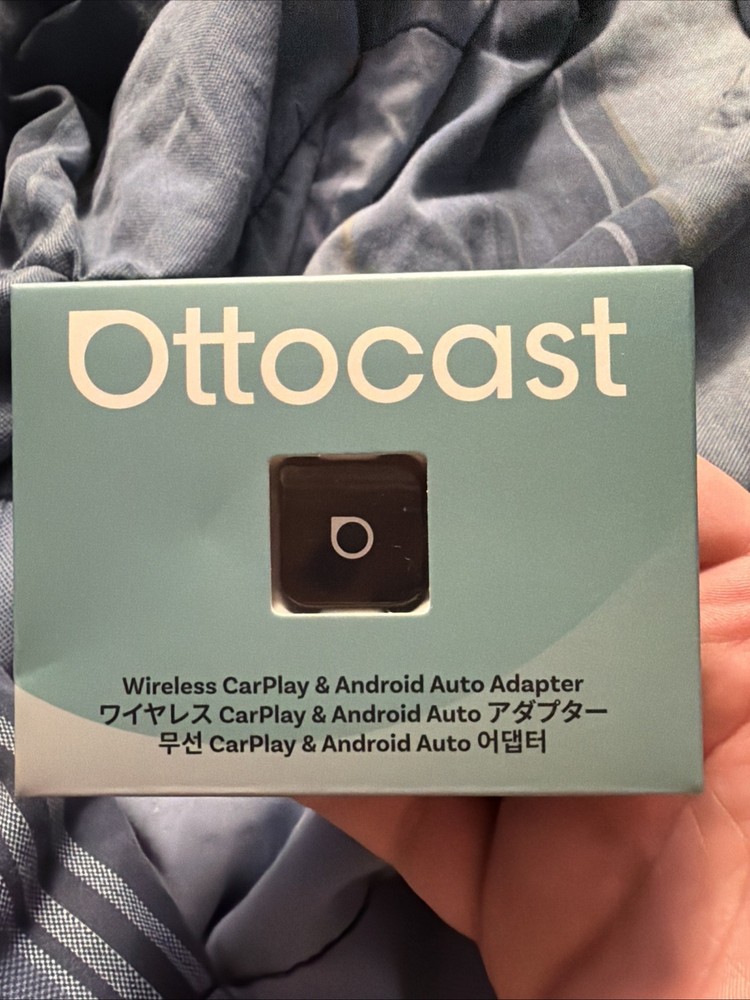 Ottocast
Wireless CarPlay & Android Auto Adapter
ワイヤレス CarPlay & Android Auto アダプター
무선 CarPlay & Android Auto 어댑터